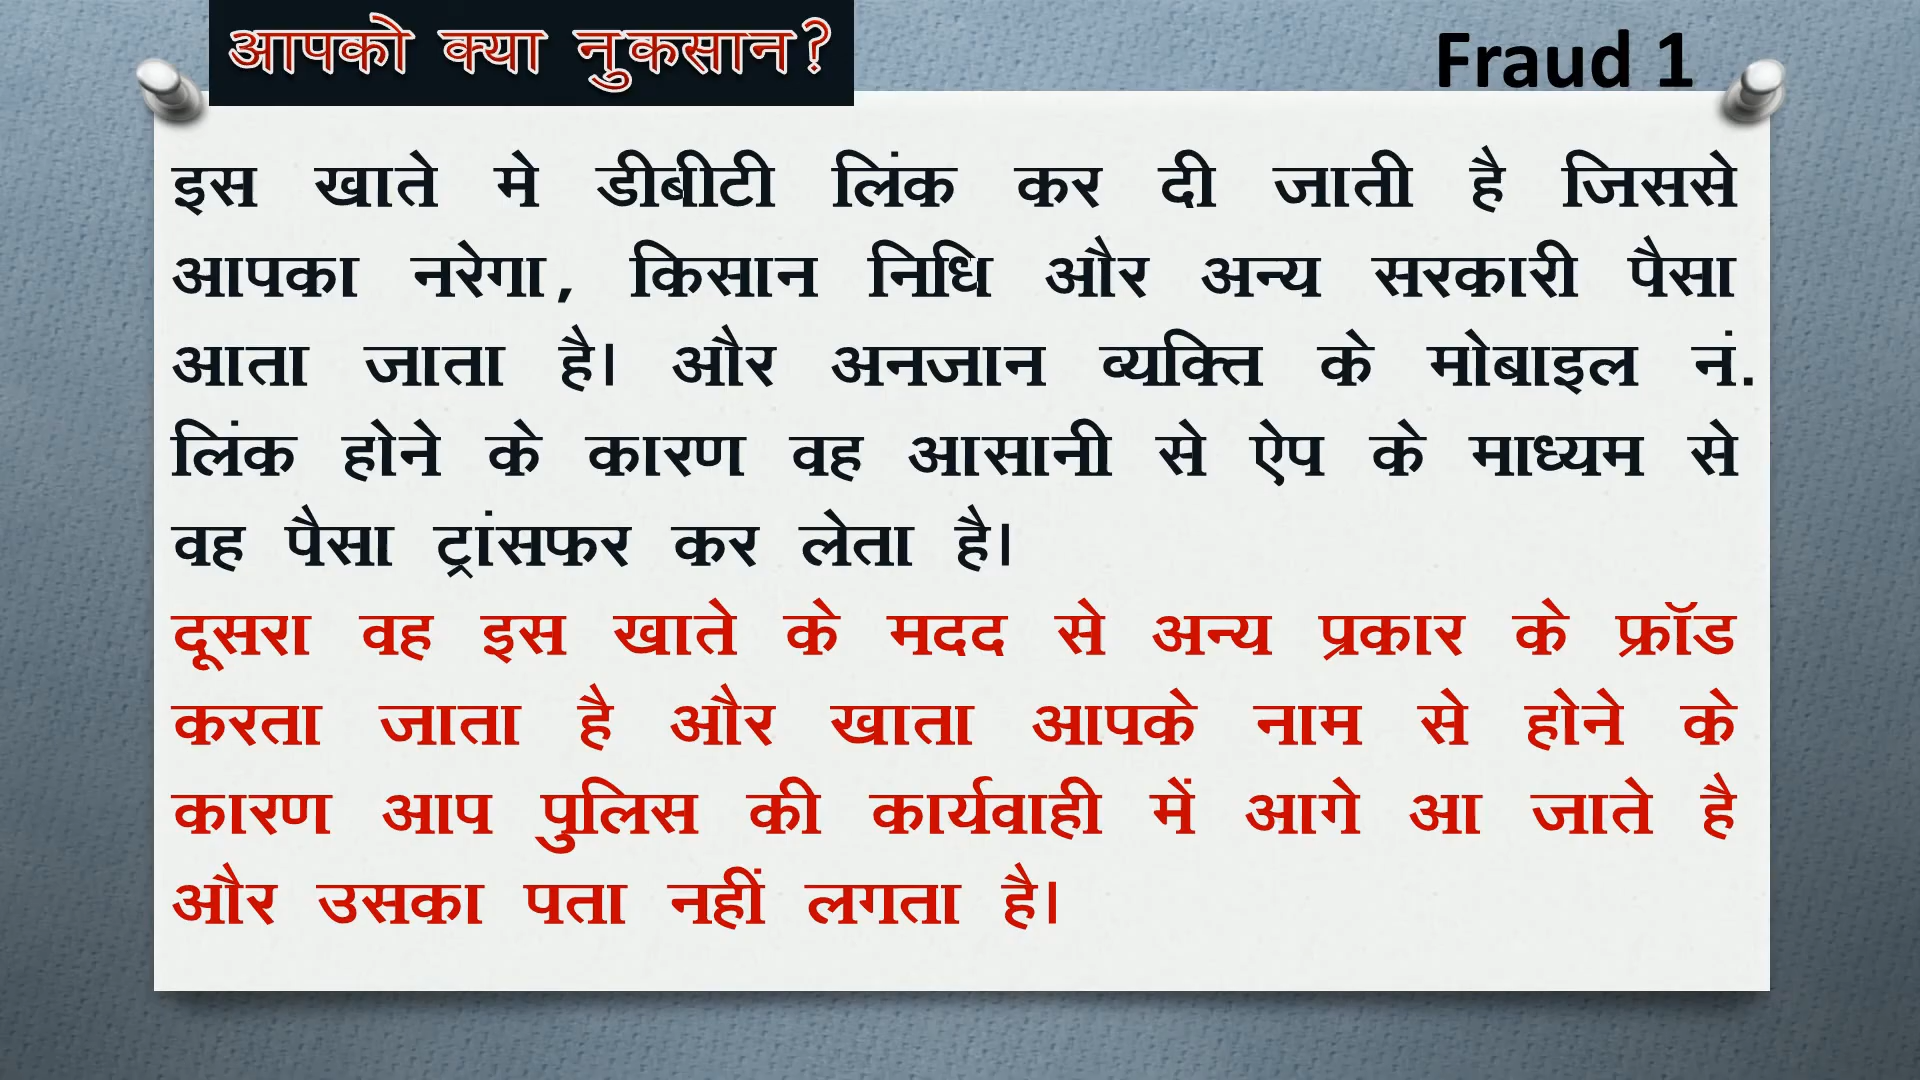 आपको क्या नुकसान?
Fraud 1
इस खाते मे डीबीटी लिंक कर दी जाती है जिससे
आपका नरेगा, किसान निधि और अन्य सरकारी पैसा
आता जाता है। और अनजान व्यक्ति के मोबाइल नं.
लिंक होने के कारण वह आसानी से ऐप के माध्यम से
वह पैसा ट्रांसफर कर लेता है।
दूसरा वह इस खाते के मदद से अन्य प्रकार के फ्रॉड
करता जाता है और खाता आपके नाम से होने के
कारण आप पुलिस की कार्यवाही में आगे आ जाते है
और उसका पता नहीं लगता है।